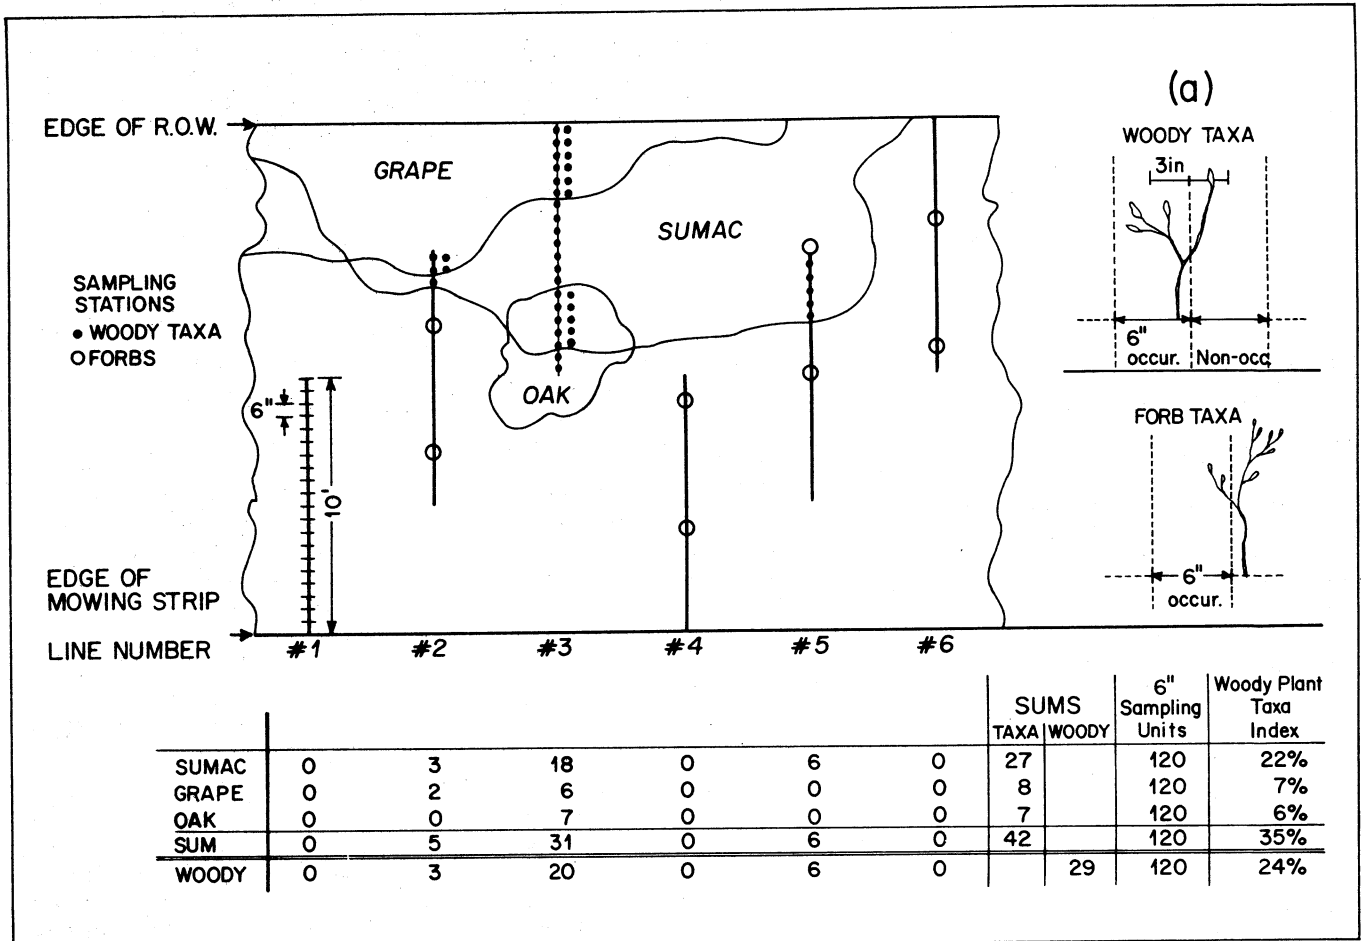 (a)
EDGE OF R.O.W.
WOODY TAXA
3in
GRAPE
SUMAC
SAMPLING
STATIONS
WOODY TAXA
FORBS
6"
occur. Non-occ.
6"
OAK
FORB TAXA
10'
EDGE OF
MOWING STRIP
6"
occur.
LINE NUMBER #1 #2 #3 #4 #5 #6
SUMS 6" Sampling Units Woody Plant Taxa Index
TAXA WOODY
SUMAC 0 3 18 0 6 0 27 120 22%
GRAPE 0 2 6 0 0 0 8 120 7%
OAK 0 0 7 0 0 0 7 120 6%
SUM 0 5 31 0 6 0 42 120 35%
WOODY 0 3 20 0 6 0 29 120 24%